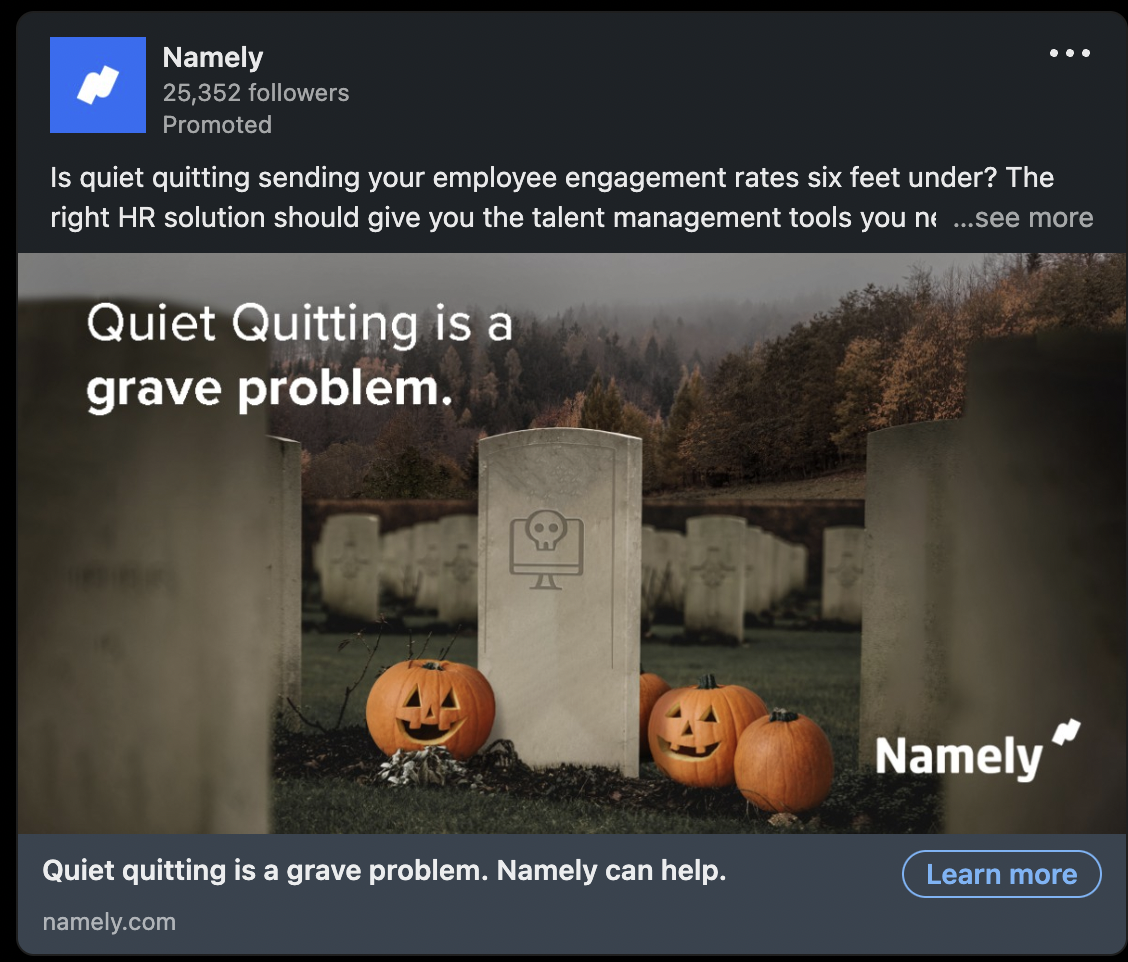 Namely
25,352 followers
Promoted
Is quiet quitting sending your employee engagement rates six feet under? The
right HR solution should give you the talent management tools you ...see more
Quiet Quitting is a
grave problem.
Namely
Quiet quitting is a grave problem. Namely can help.
Learn more
namely.com